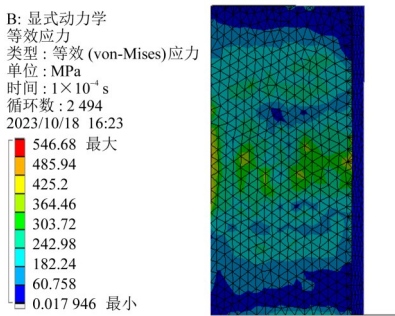 B: 显式动力学
等效应力
类型 : 等效 (von-Mises) 应力
单位 : MPa
时间 : 1×10⁻⁴ s
循环数 : 2 494
2023/10/18 16:23
546.68 最大
485.94
425.2
364.46
303.72
242.98
182.24
60.758
0.017 946 最小